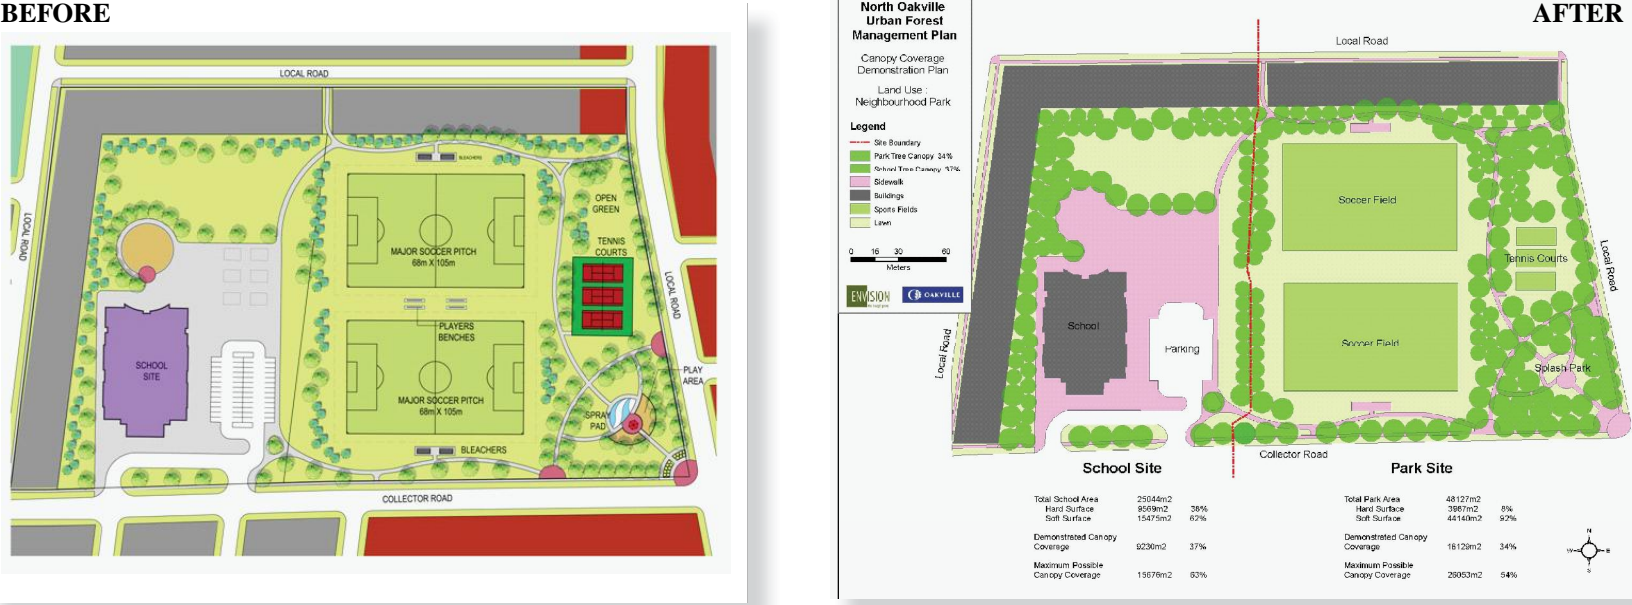 BEFORE
LOCAL ROAD
BLEACHERS
OPEN
GREEN
TENNIS
COURTS
MAJOR SOCCER PITCH
68m X 105m
LOCAL ROAD
LOCAL ROAD
PLAYERS
BENCHES
SCHOOL
SITE
PLAY
AREA
MAJOR SOCCER PITCH
68m X 105m
SPRAY
PAD
BLEACHERS
COLLECTOR ROAD
AFTER
North Oakville
Urban Forest
Management Plan
Canopy Coverage
Demonstration Plan
Land Use :
Neighbourhood Park
Legend
Site Boundary
Park Tree Canopy 34%
School Tree Canopy 37%
Sidewalk
Buildings
Sports Fields
Lawn
0 15 30 60
Meters
ENVISION
OAKVILLE
Local Road
Soccer Field
Tennis Courts
Local Road
School
Parking
Soccer Field
Local Road
Splash Park
Collector Road
School Site
Total School Area 25044m2
Hard Surface 9569m2 38%
Soft Surface 15475m2 62%
Demonstrated Canopy
Coverage 9230m2 37%
Maximum Possible
Canopy Coverage 15676m2 63%
Park Site
Total Park Area 48127m2
Hard Surface 3987m2 8%
Soft Surface 44140m2 92%
Demonstrated Canopy
Coverage 16129m2 34%
Maximum Possible
Canopy Coverage 26053m2 54%
N
W E
S